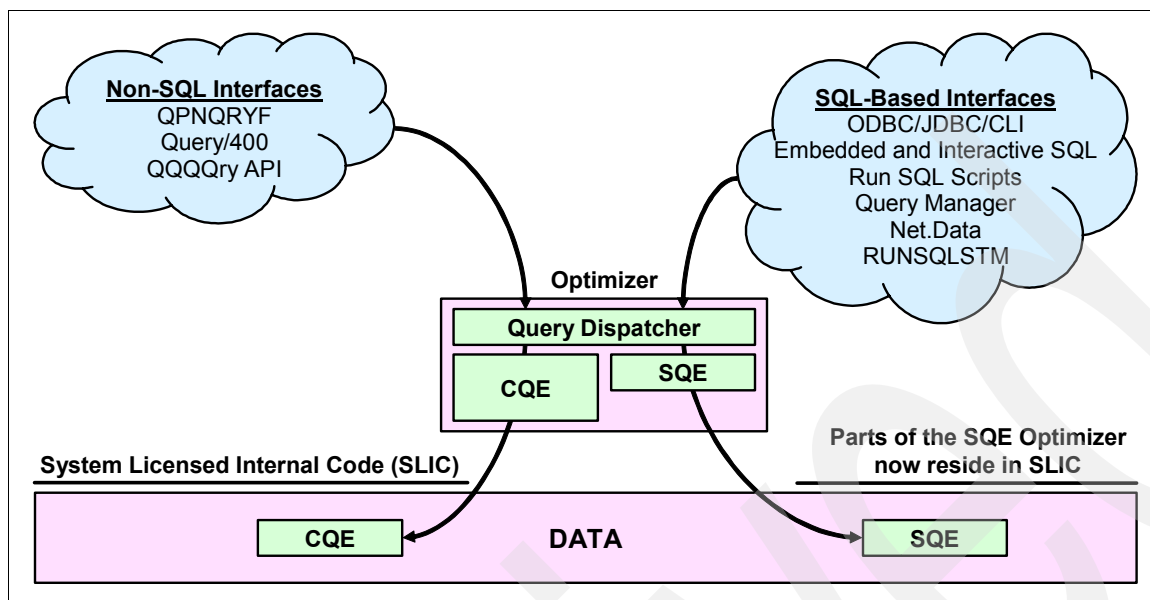 Non-SQL Interfaces
QPNQRYF
Query/400
QQQQry API
SQL-Based Interfaces
ODBC/JDBC/CLI
Embedded and Interactive SQL
Run SQL Scripts
Query Manager
Net.Data
RUNSQLSTM
Optimizer
Query Dispatcher
CQE
SQE
System Licensed Internal Code (SLIC)
Parts of the SQE Optimizer
now reside in SLIC
CQE
DATA
SQE